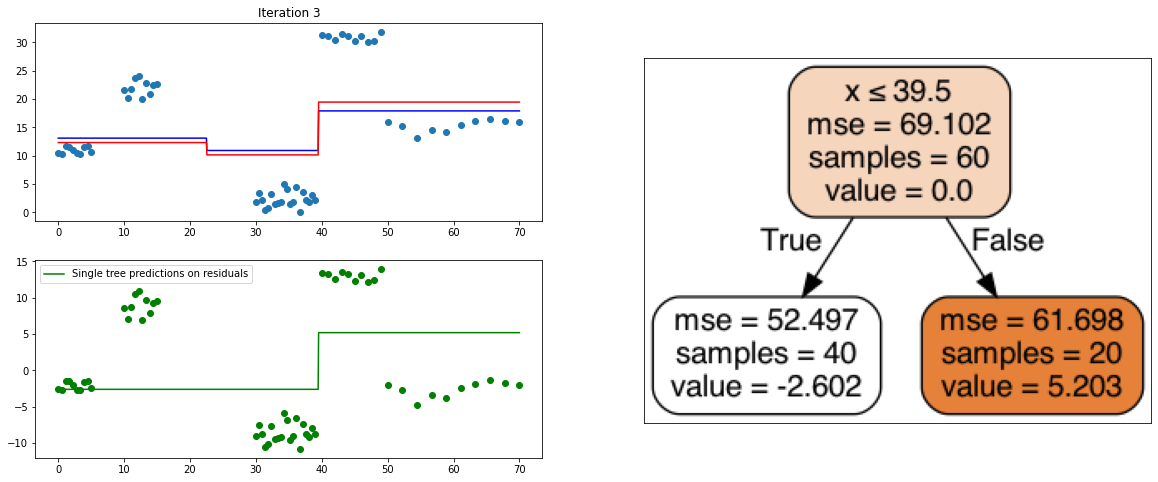 Iteration 3
30
25
20
15
10
5
0
0 10 20 30 40 50 60 70
15
10
5
0
−5
−10
Single tree predictions on residuals
0 10 20 30 40 50 60 70
x ≤ 39.5
mse = 69.102
samples = 60
value = 0.0
True
False
mse = 52.497
samples = 40
value = -2.602
mse = 61.698
samples = 20
value = 5.203